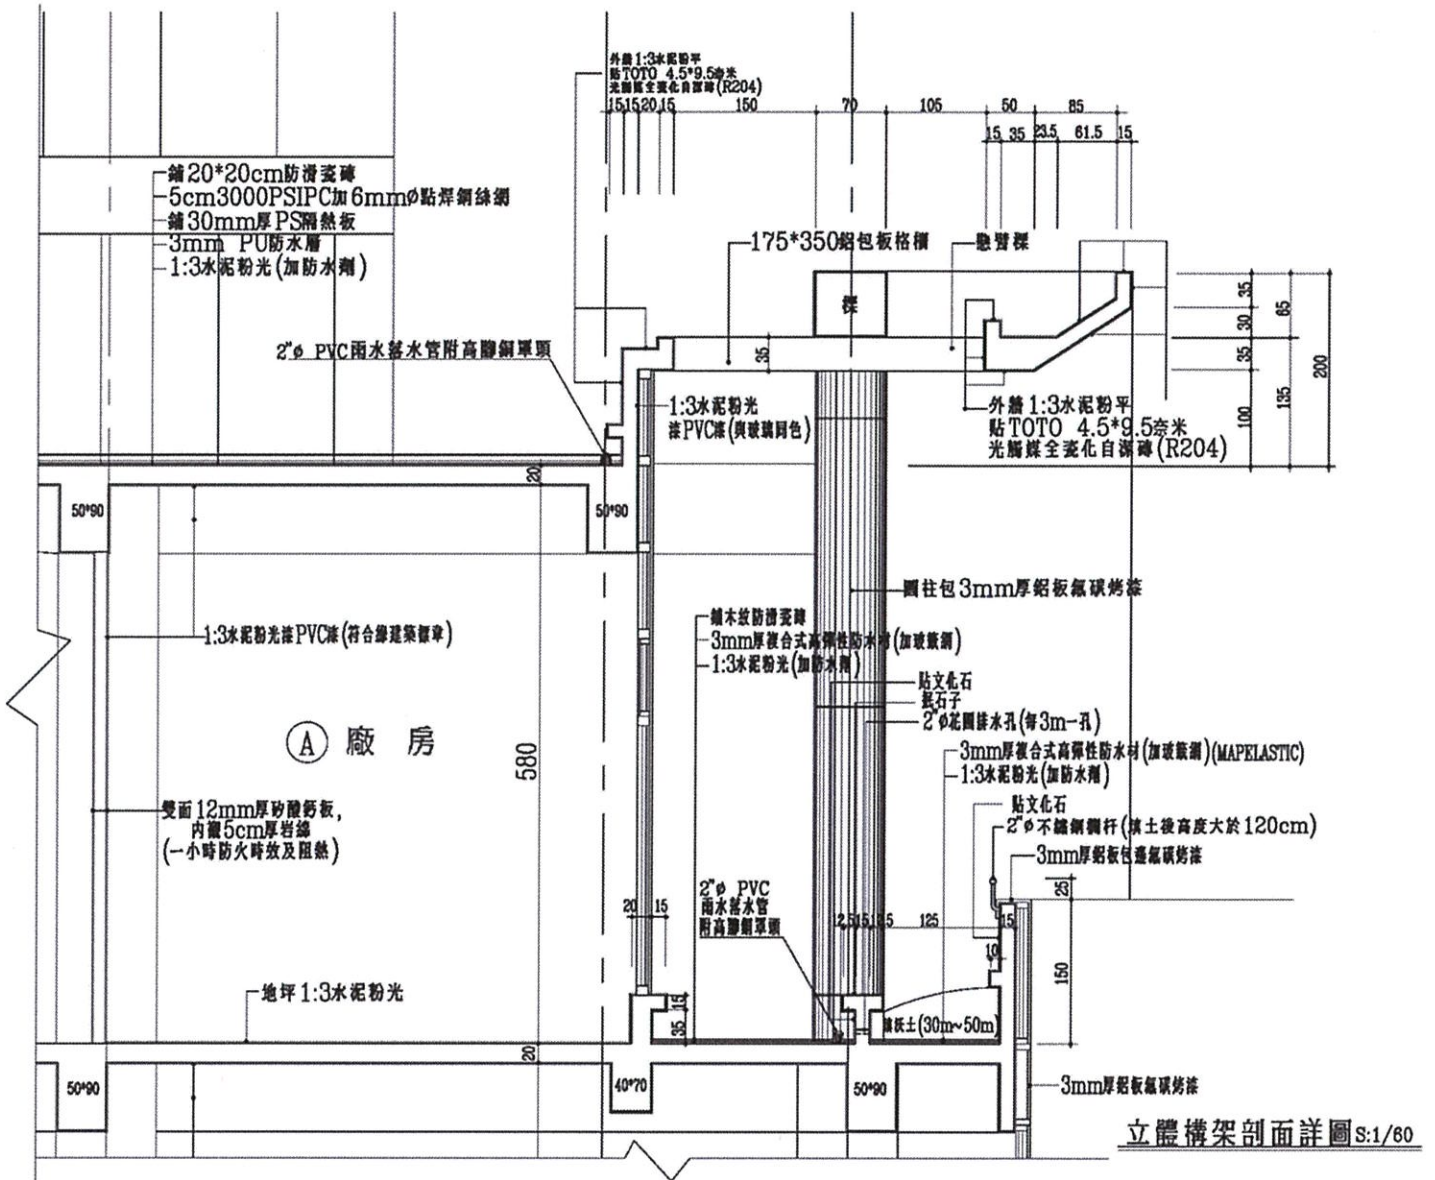 外牆1:3水泥粉平
貼TOTO 4.5*9.5奈米
光觸媒全瓷化自潔磚(R204)
15 15 20 15 150 70 105 50 85
15 35 23.5 61.5 15
鋪20*20cm防滑瓷磚
5cm3000PSIPC加6mmØ點焊鋼絲網
鋪30mm厚PS隔熱板
3mm PU防水層
1:3水泥粉光(加防水劑)
175*350鋁包板格柵
懸臂樑
樑
2"ø PVC雨水落水管附高腳銅罩頭
35
35
30
35
100
65
135
200
1:3水泥粉光
漆PVC漆(與玻璃同色)
外牆1:3水泥粉平
貼TOTO 4.5*9.5奈米
光觸媒全瓷化自潔磚(R204)
20
50*90
50*90
圓柱包3mm厚鋁板氟碳烤漆
1:3水泥粉光漆PVC漆(符合綠建築標章)
鋪木紋防滑瓷磚
3mm厚複合式高彈性防水材(加玻籤網)
1:3水泥粉光(加防水劑)
貼文化石
抿石子
2"ø花園排水孔(每3m一孔)
A 廠房
580
3mm厚複合式高彈性防水材(加玻籤網)(MAPELASTIC)
1:3水泥粉光(加防水劑)
雙面12mm厚矽酸鈣板,
內襯5cm厚岩綿
(一小時防火時效及阻熱)
貼文化石
2"ø不鏽鋼欄杆(填土後高度大於120cm)
3mm厚鋁板包邊氟碳烤漆
25
2"ø PVC
雨水落水管
附高腳銅罩頭
20 15
12.5 15 12.5 125 15
10
150
地坪1:3水泥粉光
15
35
填沃土(30m~50m)
20
50*90
40*70
50*90
3mm厚鋁板氟碳烤漆
立體構架剖面詳圖S:1/60